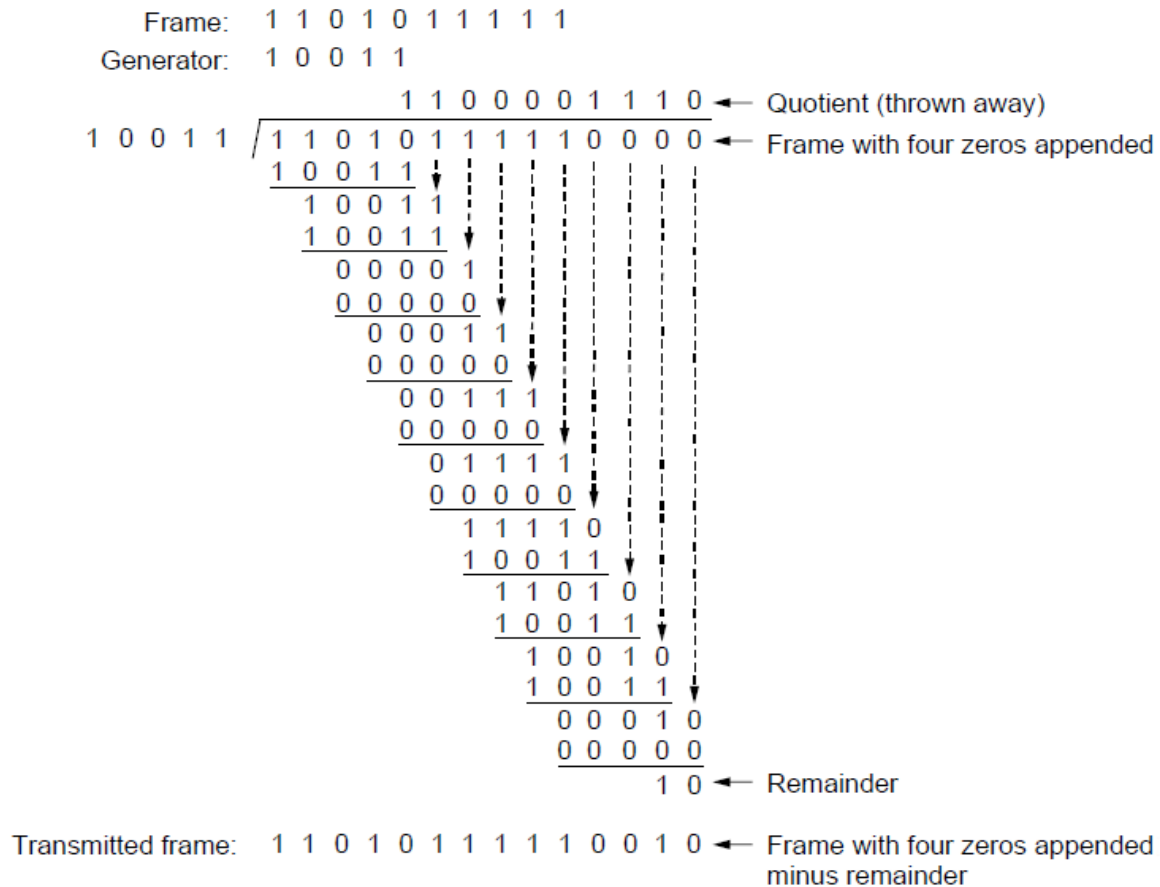 Frame: 1 1 0 1 0 1 1 1 1 1
Generator: 1 0 0 1 1
1 1 0 0 0 0 1 1 1 0 Quotient (thrown away)
1 0 0 1 1 1 1 0 1 0 1 1 1 1 1 0 0 0 0 Frame with four zeros appended
1 0 0 1 1
1 0 0 1 1
1 0 0 1 1
0 0 0 0 1
0 0 0 0 0
0 0 0 1 1
0 0 0 0 0
0 0 1 1 1
0 0 0 0 0
0 1 1 1 1
0 0 0 0 0
1 1 1 1 0
1 0 0 1 1
1 1 0 1 0
1 0 0 1 1
1 0 0 1 0
1 0 0 1 1
0 0 0 1 0
0 0 0 0 0
1 0 Remainder
Transmitted frame: 1 1 0 1 0 1 1 1 1 1 0 0 1 0 Frame with four zeros appended
minus remainder